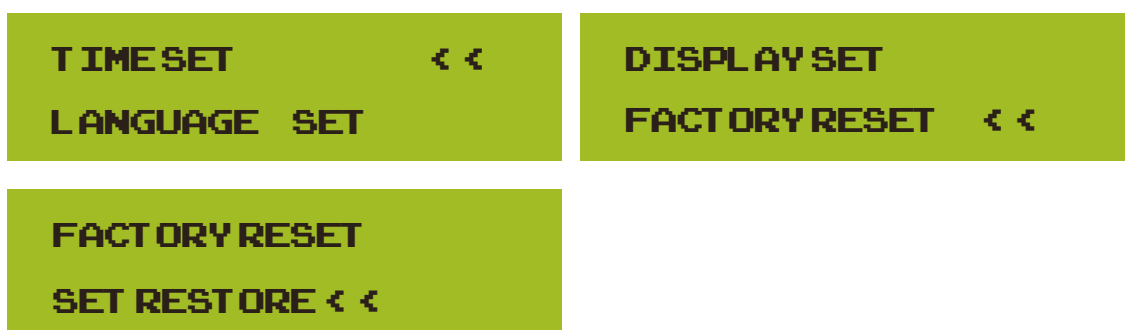 TIME SET <<
LANGUAGE SET
DISPLAY SET
FACTORY RESET <<
FACTORY RESET
SET RESTORE <<